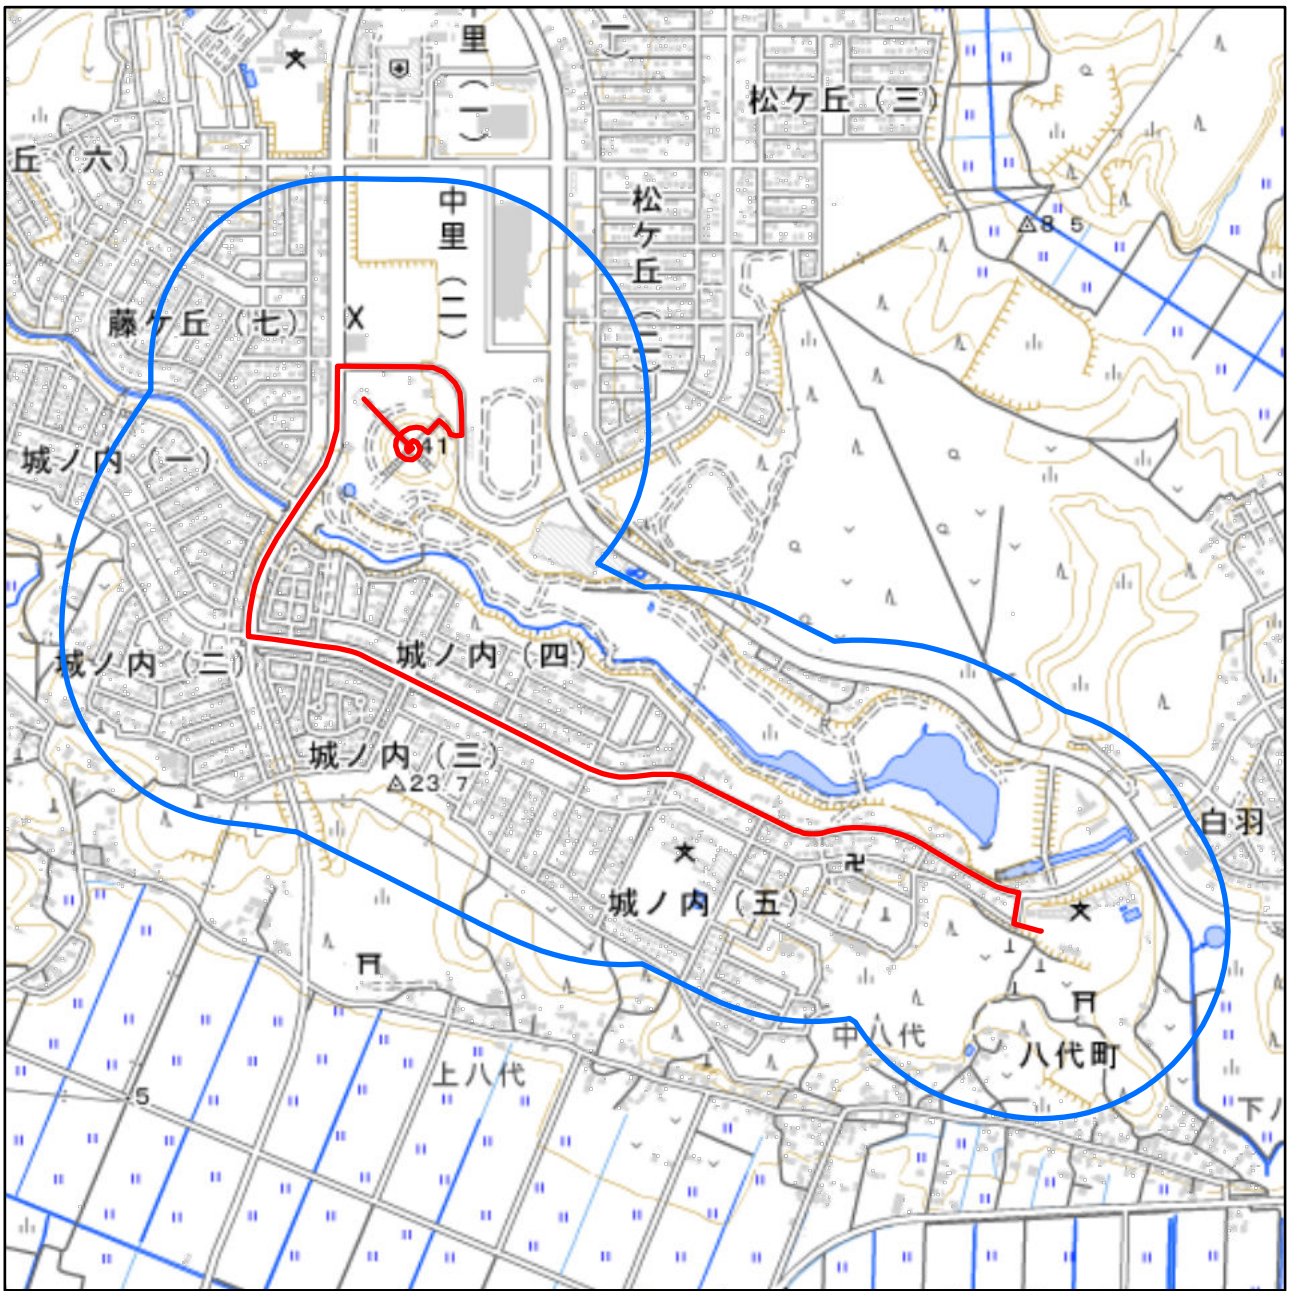 里(一)
松ケ丘(三)
丘(六)
中里(二)
松ケ丘(二)
8.5
藤ケ丘(七)
X
41
城ノ内(一)
城ノ内(二)
城ノ内(四)
城ノ内(三)
23.7
白羽
城ノ内(五)
中八代
八代町
上八代
5
下